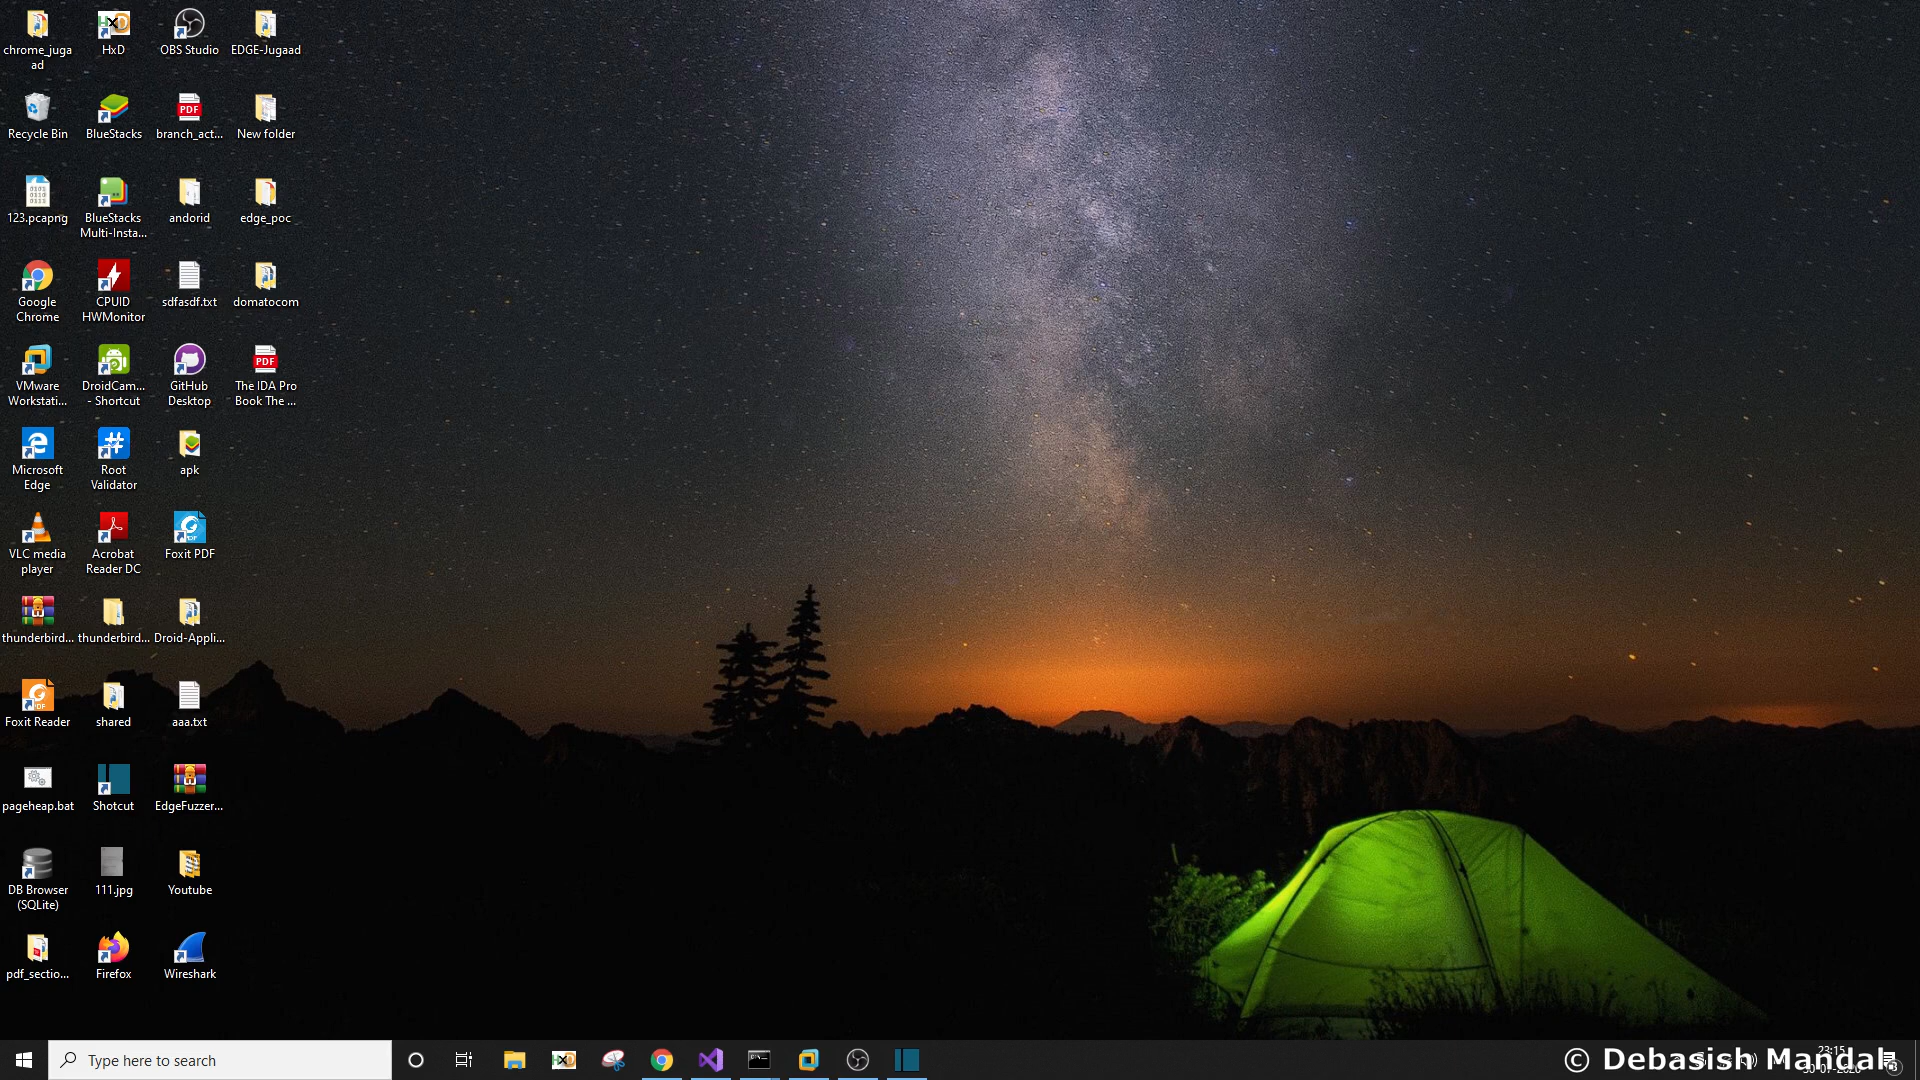 chrome_juga
ad
HxD
OBS Studio
EDGE-Jugaad
Recycle Bin
BlueStacks
branch_act...
New folder
123.pcapng
BlueStacks
Multi-Insta...
andorid
edge_poc
Google
Chrome
CPUID
HWMonitor
sdfasdf.txt
domatocom
VMware
Workstati...
DroidCam...
- Shortcut
GitHub
Desktop
The IDA Pro
Book The ...
Microsoft
Edge
Root
Validator
apk
VLC media
player
Acrobat
Reader DC
Foxit PDF
thunderbird...
thunderbird...
Droid-Appli...
Foxit Reader
shared
aaa.txt
pageheap.bat
Shotcut
EdgeFuzzer...
DB Browser
(SQLite)
111.jpg
Youtube
pdf_sectio...
Firefox
Wireshark
Type here to search
© Debasish Mandal
23:15